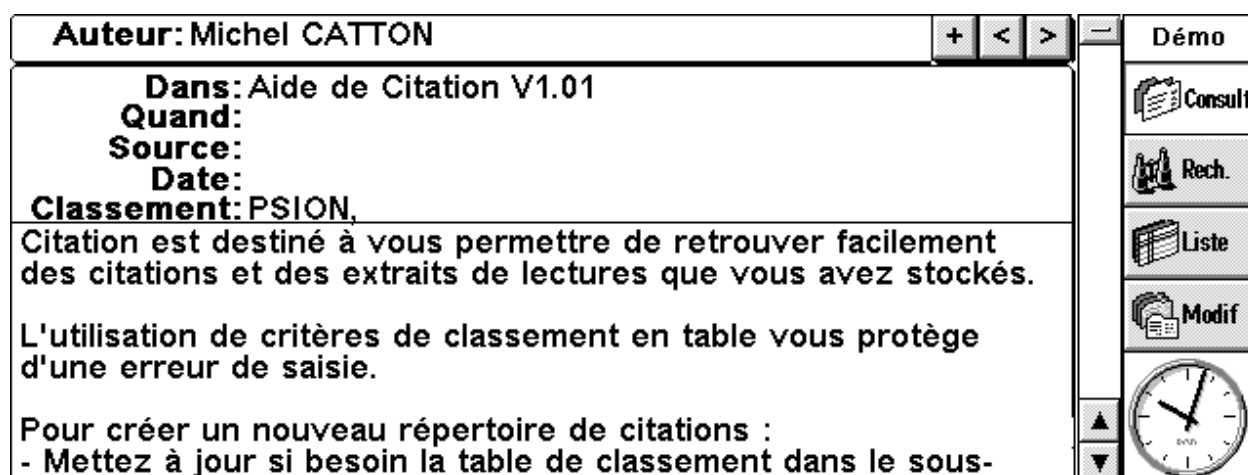 Auteur: Michel CATTON
+ < >
Dans: Aide de Citation V1.01
Quand:
Source:
Date:
Classement: PSION,
Citation est destiné à vous permettre de retrouver facilement
des citations et des extraits de lectures que vous avez stockés.
L'utilisation de critères de classement en table vous protège
d'une erreur de saisie.
Pour créer un nouveau répertoire de citations :
- Mettez à jour si besoin la table de classement dans le sous-
Démo
Consult
Rech.
Liste
Modif